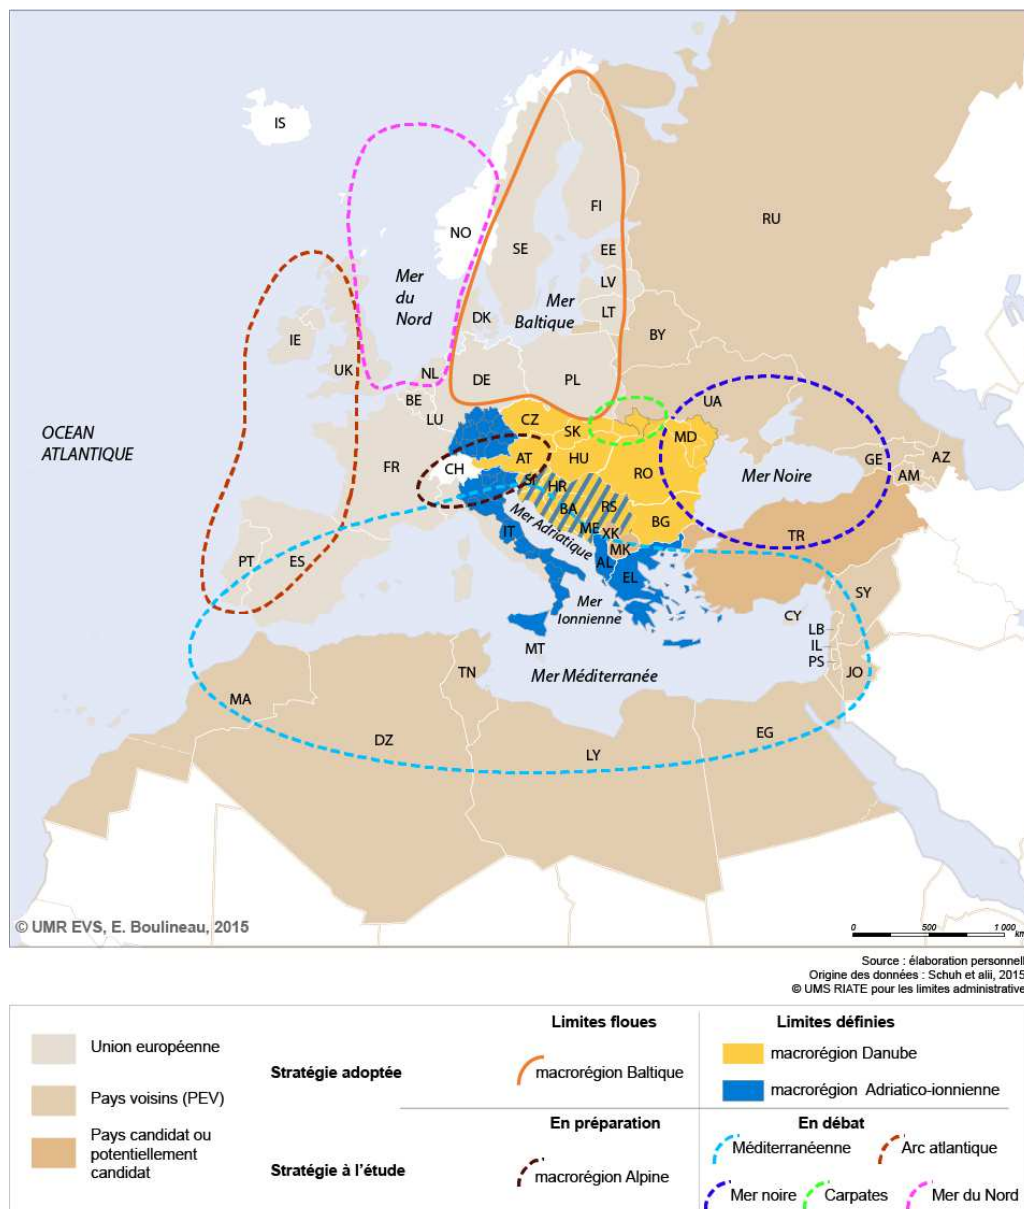 IS
RU
NO
FI
SE
EE
Mer
du
Nord
LV
Mer
Baltique
LT
DK
IE
BY
UK
NL
DE
PL
BE
LU
UA
OCEAN
ATLANTIQUE
CZ
SK
MD
FR
CH
AT
HU
RO
Mer Noire
GE
AZ
AM
HR
BA
RS
Mer Adriatique
ME
XK
BG
IT
TR
MK
PT
ES
AL
EL
SY
Mer
Ionnienne
CY
LB
IL
PS
MT
Mer Méditerranée
TN
JO
MA
DZ
LY
EG
© UMR EVS, E. Boulineau, 2015
0 500 1 000
km
Source : élaboration personnell
Origine des données : Schuh et alii, 2015
© UMS RIATE pour les limites administrative
Union européenne
Pays voisins (PEV)
Pays candidat ou
potentiellement
candidat
Stratégie adoptée
Limites floues
macrorégion Baltique
Limites définies
macrorégion Danube
macrorégion Adriatico-ionnienne
Stratégie à l'étude
En préparation
macrorégion Alpine
En débat
Méditerranéenne
Arc atlantique
Mer noire
Carpates
Mer du Nord